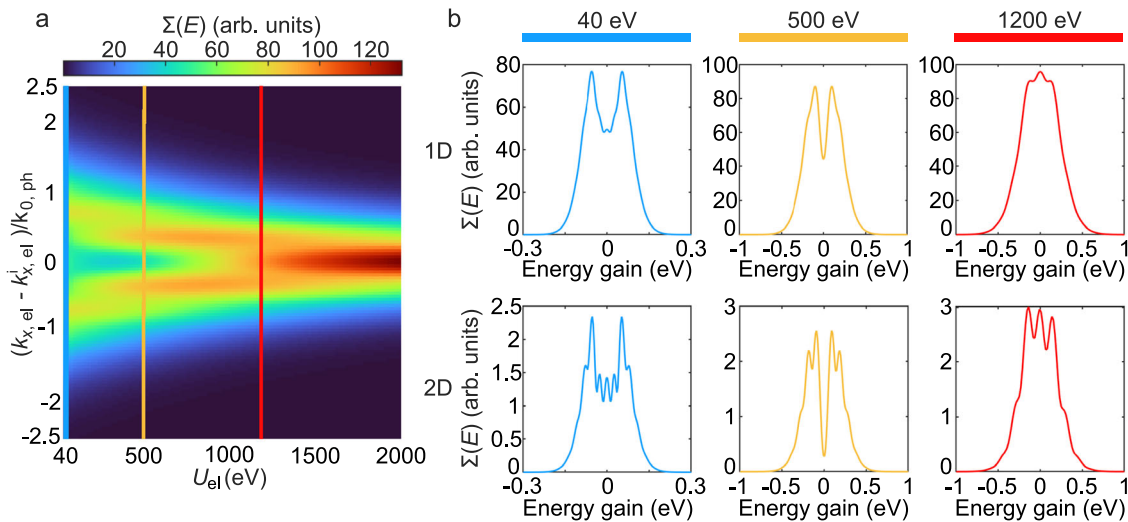 a
Σ(E) (arb. units)
20 40 60 80 100 120
(k_x, el - k^i_x, el)/k_0, ph
2.5
2
1
0
-1
-2
-2.5
40 500 1000 1500 2000
U_el (eV)
b
40 eV 500 eV 1200 eV
1D
Σ(E) (arb. units)
80
60
40
20
0
-0.3 0 0.3
Energy gain (eV)
100
80
60
40
20
0
-1 -0.5 0 0.5 1
Energy gain (eV)
100
80
60
40
20
0
-1 -0.5 0 0.5 1
Energy gain (eV)
2D
Σ(E) (arb. units)
2.5
2
1.5
1
0.5
0
-0.3 0 0.3
Energy gain (eV)
3
2
1
0
-1 -0.5 0 0.5 1
Energy gain (eV)
3
2
1
0
-1 -0.5 0 0.5 1
Energy gain (eV)